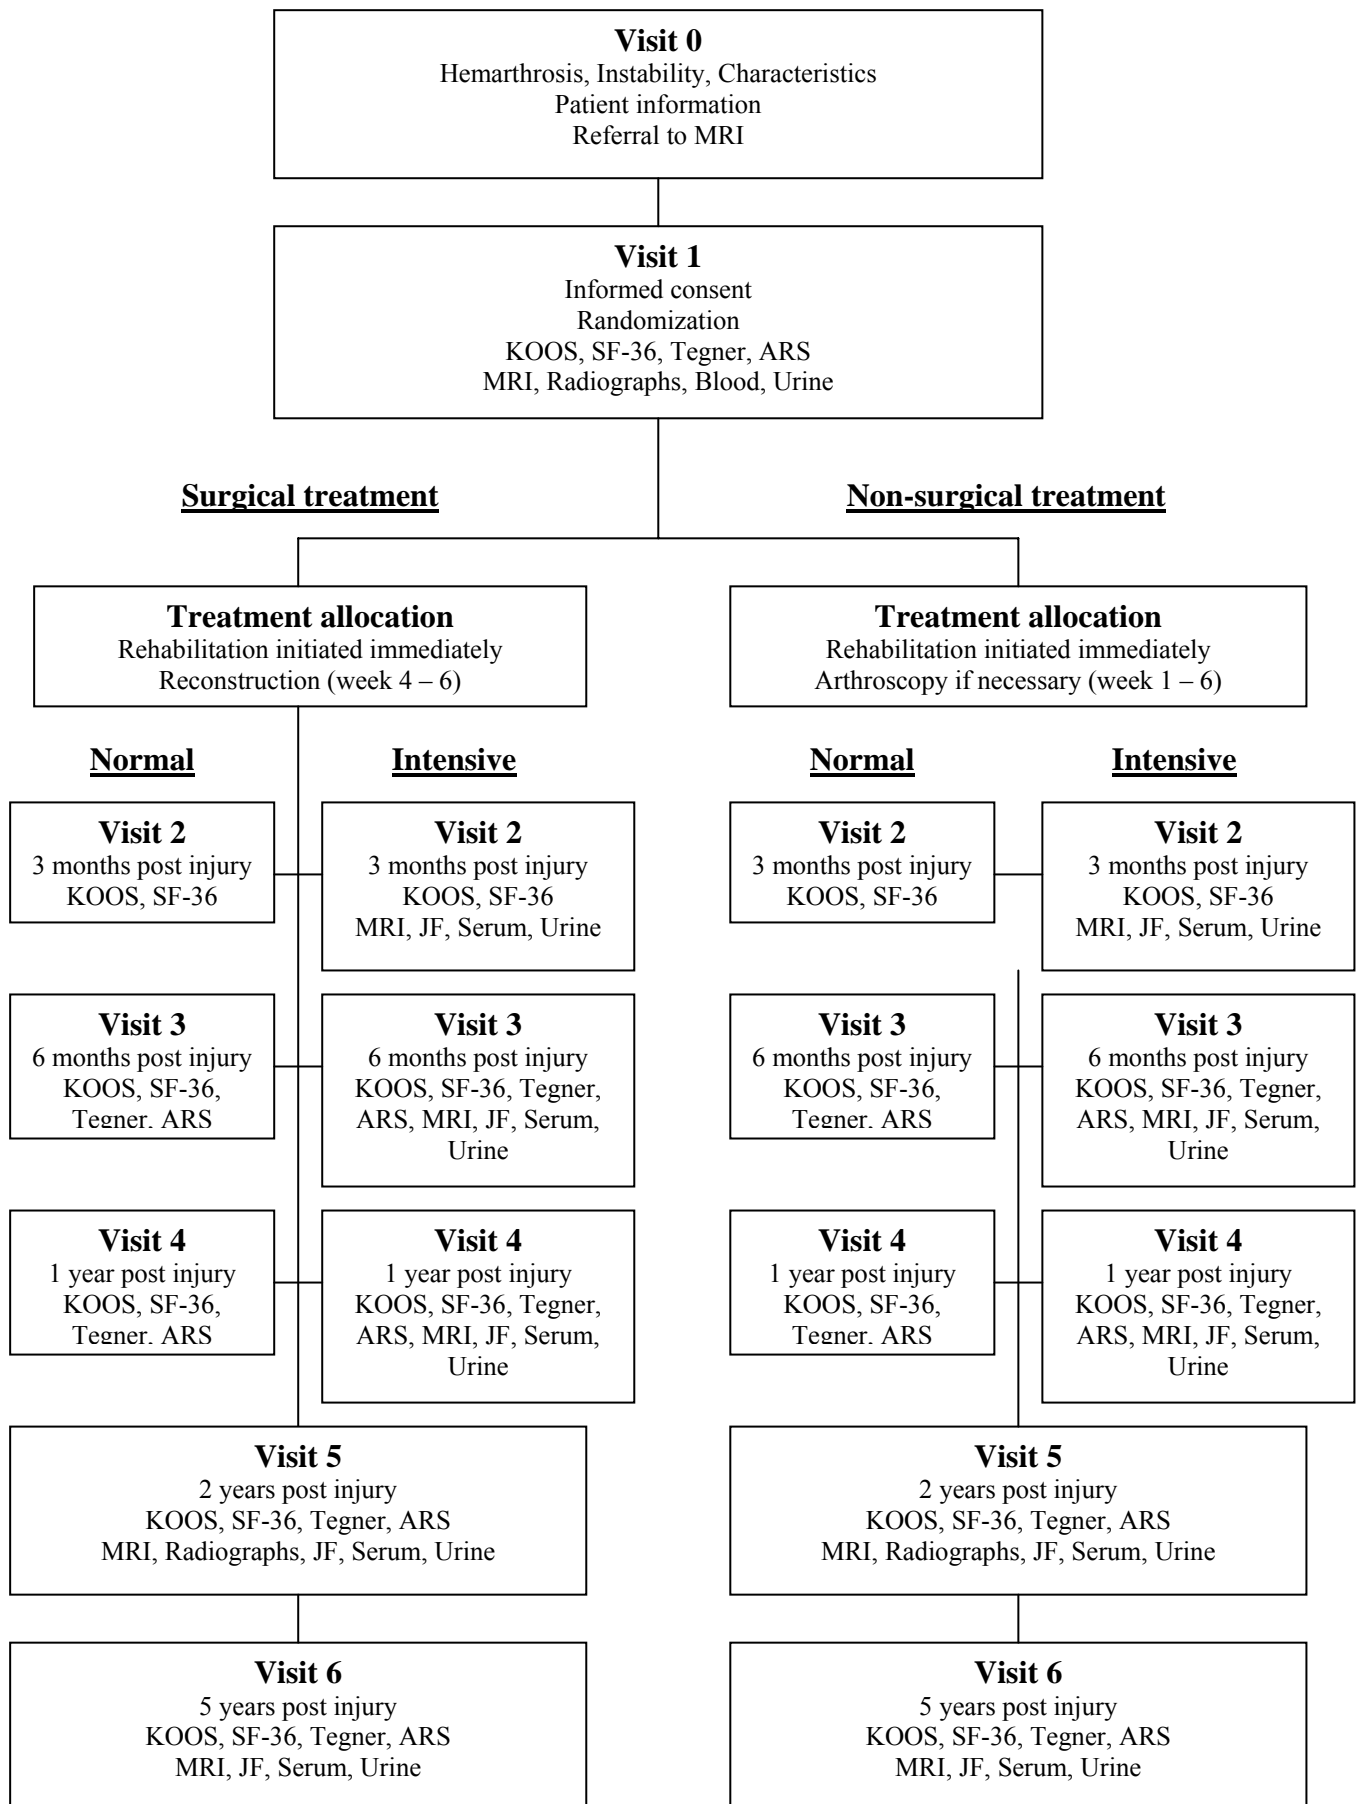 Visit 0
Hemarthrosis, Instability, Characteristics
Patient information
Referral to MRI
Visit 1
Informed consent
Randomization
KOOS, SF-36, Tegner, ARS
MRI, Radiographs, Blood, Urine
Surgical treatment
Non-surgical treatment
Treatment allocation
Rehabilitation initiated immediately
Reconstruction (week 4 – 6)
Treatment allocation
Rehabilitation initiated immediately
Arthroscopy if necessary (week 1 – 6)
Normal
Intensive
Normal
Intensive
Visit 2
3 months post injury
KOOS, SF-36
Visit 2
3 months post injury
KOOS, SF-36
MRI, JF, Serum, Urine
Visit 2
3 months post injury
KOOS, SF-36
Visit 2
3 months post injury
KOOS, SF-36
MRI, JF, Serum, Urine
Visit 3
6 months post injury
KOOS, SF-36,
Tegner, ARS
Visit 3
6 months post injury
KOOS, SF-36, Tegner,
ARS, MRI, JF, Serum,
Urine
Visit 3
6 months post injury
KOOS, SF-36,
Tegner, ARS
Visit 3
6 months post injury
KOOS, SF-36, Tegner,
ARS, MRI, JF, Serum,
Urine
Visit 4
1 year post injury
KOOS, SF-36,
Tegner, ARS
Visit 4
1 year post injury
KOOS, SF-36, Tegner,
ARS, MRI, JF, Serum,
Urine
Visit 4
1 year post injury
KOOS, SF-36,
Tegner, ARS
Visit 4
1 year post injury
KOOS, SF-36, Tegner,
ARS, MRI, JF, Serum,
Urine
Visit 5
2 years post injury
KOOS, SF-36, Tegner, ARS
MRI, Radiographs, JF, Serum, Urine
Visit 5
2 years post injury
KOOS, SF-36, Tegner, ARS
MRI, Radiographs, JF, Serum, Urine
Visit 6
5 years post injury
KOOS, SF-36, Tegner, ARS
MRI, JF, Serum, Urine
Visit 6
5 years post injury
KOOS, SF-36, Tegner, ARS
MRI, JF, Serum, Urine